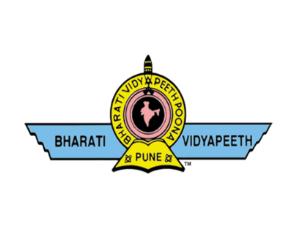 BHARATI VIDYAPEETH POONA
BHARATI VIDYAPEETH
PUNE
TM